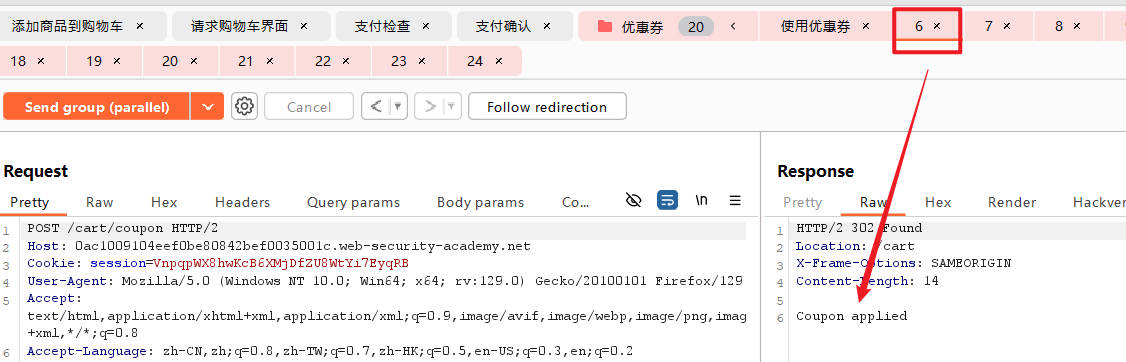 添加商品到购物车 × 请求购物车界面 × 支付检查 × 支付确认 × 优惠券 20 < 使用优惠券 × 6 × 7 × 8 ×
18 × 19 × 20 × 21 × 22 × 23 × 24 ×
Send group (parallel) Cancel < > Follow redirection
Request
Pretty Raw Hex Headers Query params Body params Co... \n
1 POST /cart/coupon HTTP/2
2 Host: 0ac1009104eef0be80842bef0035001c.web-security-academy.net
3 Cookie: session=VnpqpWX8hwKcB6XMjDfZU8WtYi7EyqRB
4 User-Agent: Mozilla/5.0 (Windows NT 10.0; Win64; x64; rv:129.0) Gecko/20100101 Firefox/129
5 Accept:
text/html,application/xhtml+xml,application/xml;q=0.9,image/avif,image/webp,image/png,imag
+xml,*/*;q=0.8
6 Accept-Language: zh-CN,zh;q=0.8,zh-TW;q=0.7,zh-HK;q=0.5,en-US;q=0.3,en;q=0.2
Response
Pretty Raw Hex Render Hackver
1 HTTP/2 302 Found
2 Location: /cart
3 X-Frame-Options: SAMEORIGIN
4 Content-Length: 14
5
6 Coupon applied